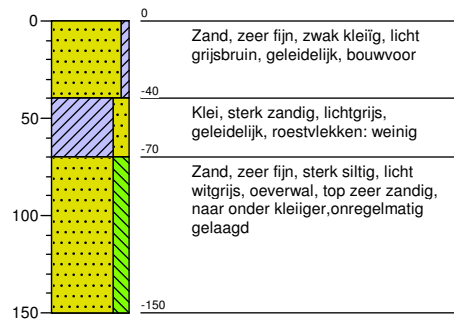 0
0
Zand, zeer fijn, zwak kleiïg, licht
grijsbruin, geleidelijk, bouwvoor
-40
50
Klei, sterk zandig, lichtgrijs,
geleidelijk, roestvlekken: weinig
-70
Zand, zeer fijn, sterk siltig, licht
witgrijs, oeverwal, top zeer zandig,
naar onder kleiiger,onregelmatig
gelaagd
100
150
-150